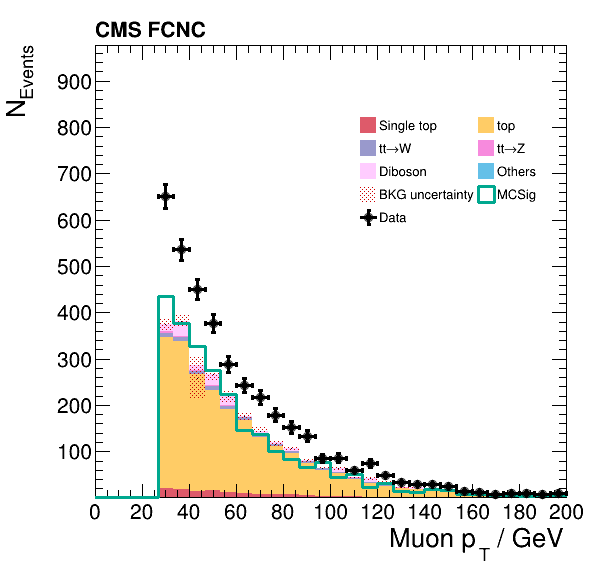 CMS FCNC
N_Events
900
800
700
600
500
400
300
200
100
Single top
top
tt→W
tt→Z
Diboson
Others
BKG uncertainty
MCSig
Data
0 20 40 60 80 100 120 140 160 180 200
Muon p_T / GeV